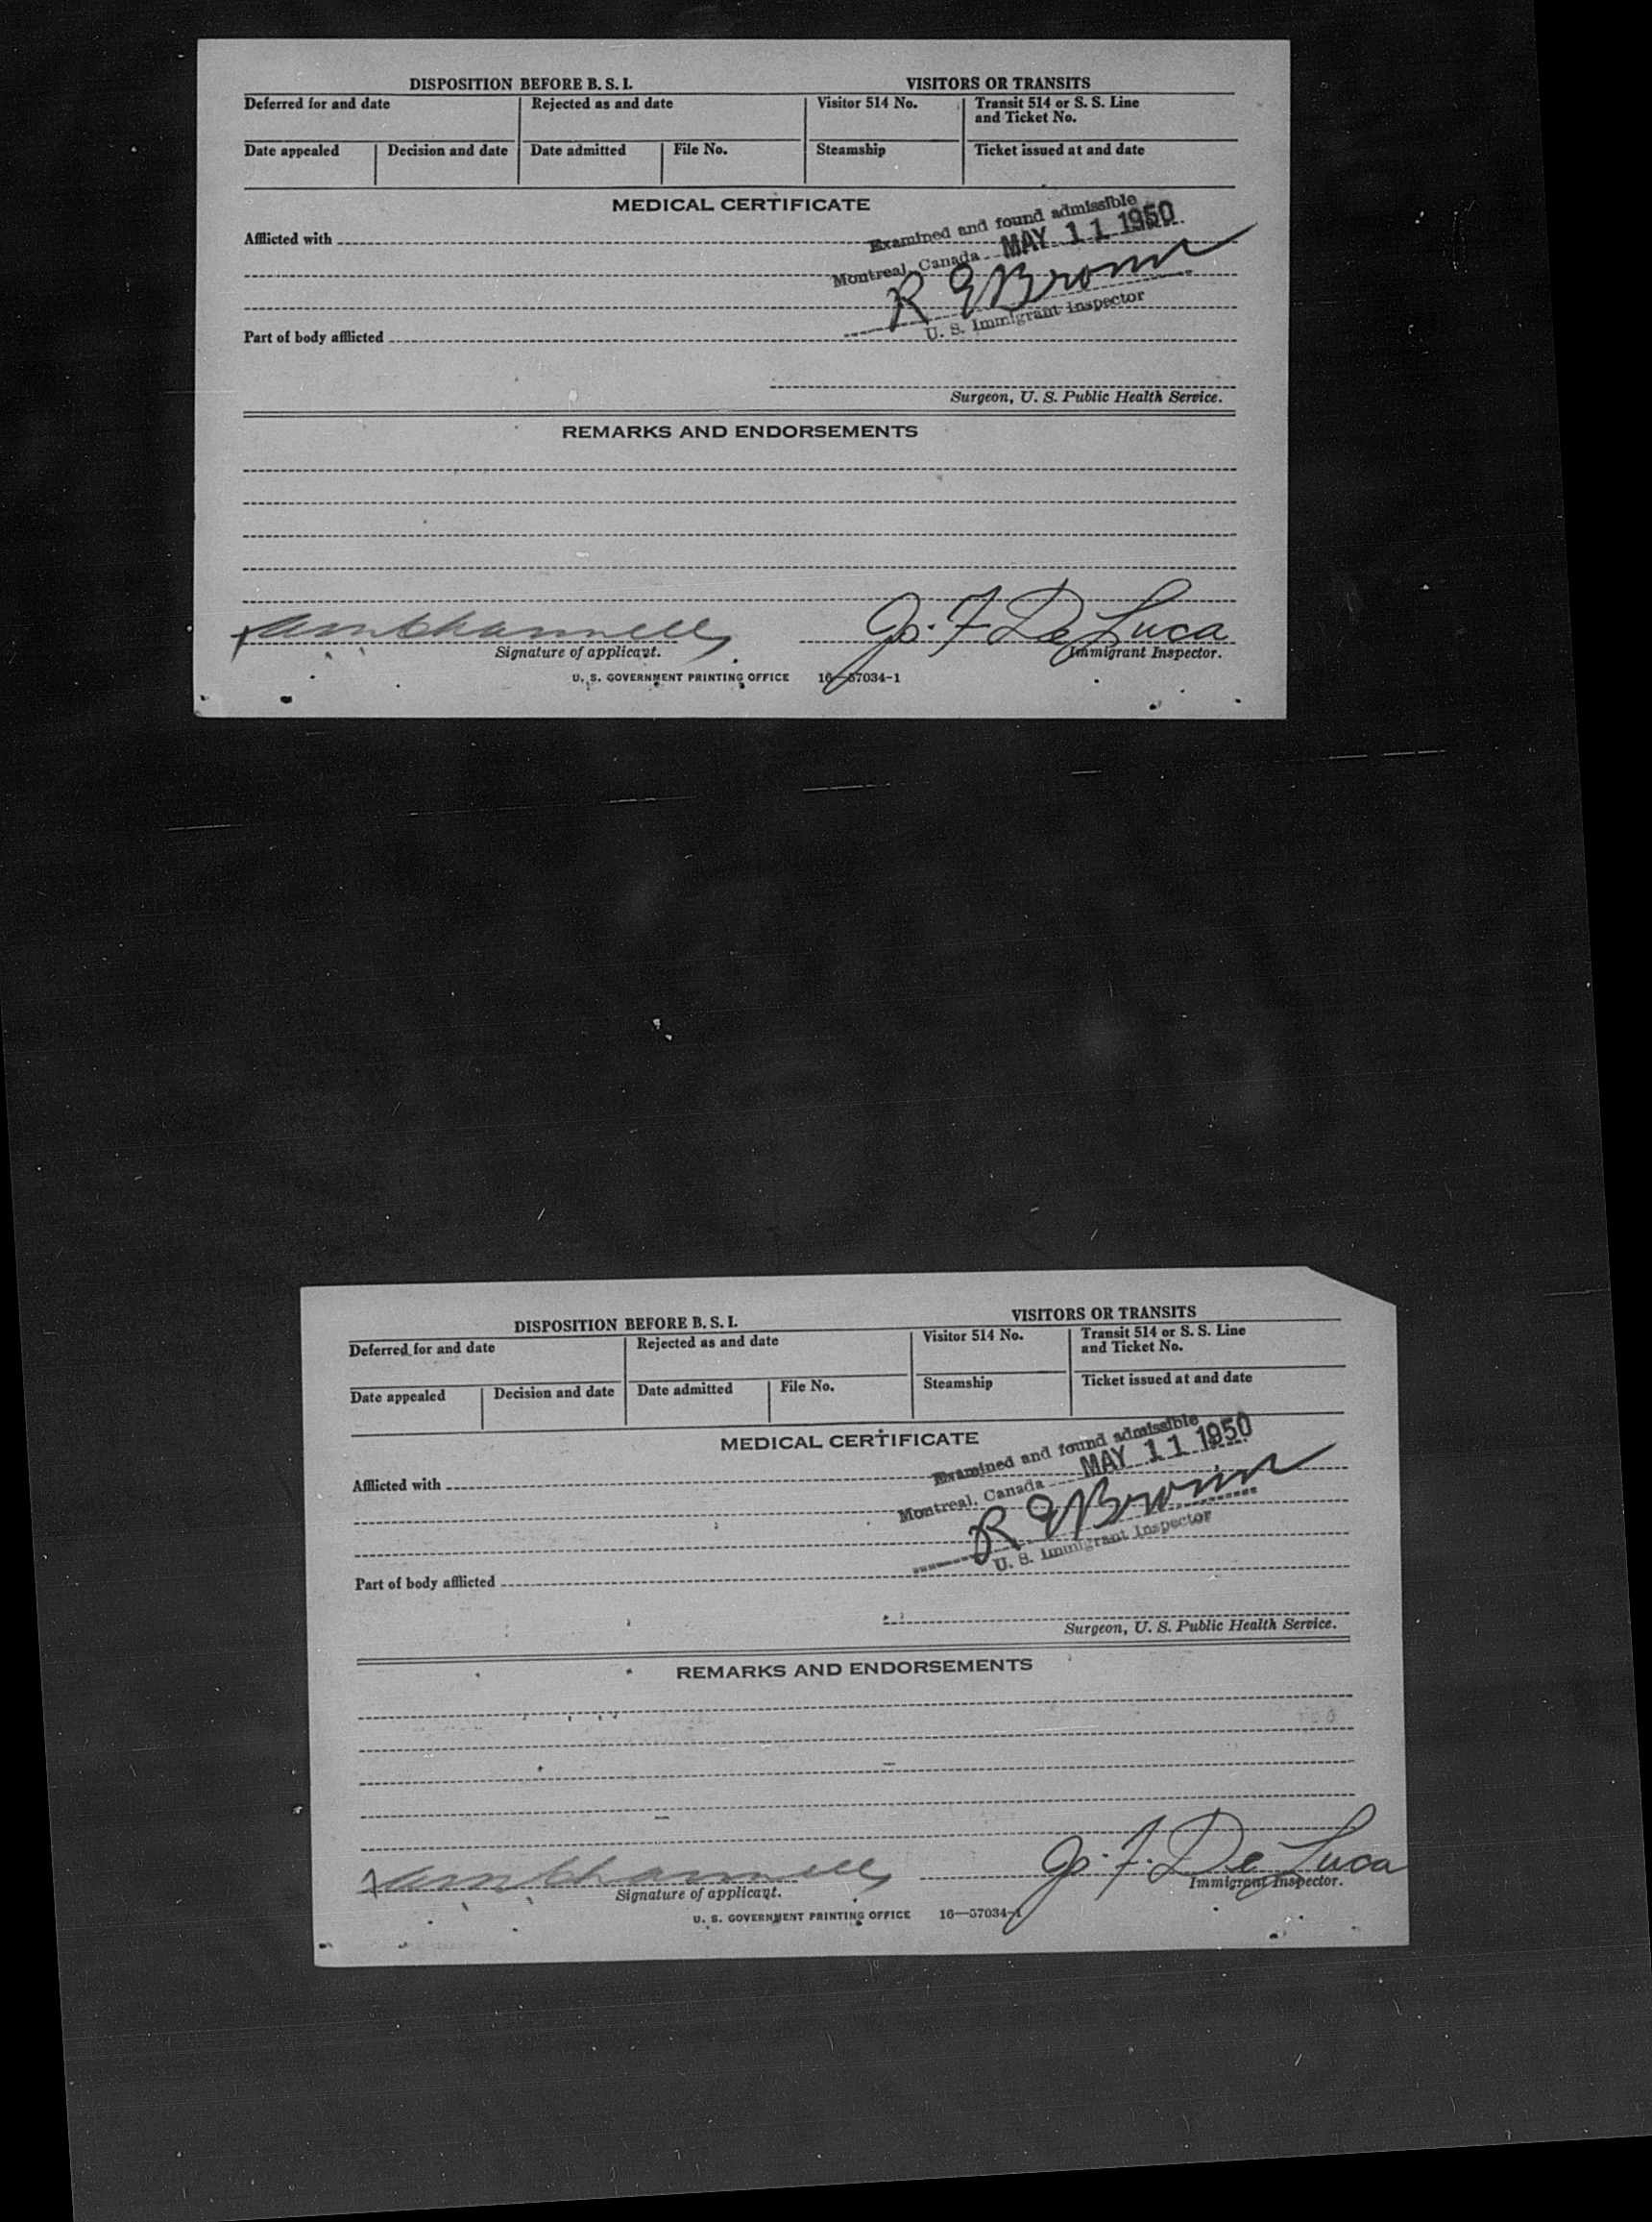 DISPOSITION BEFORE B. S. I. VISITORS OR TRANSITS
Deferred for and date Rejected as and date Visitor 514 No. Transit 514 or S. S. Line
and Ticket No.
Date appealed Decision and date Date admitted File No. Steamship Ticket issued at and date
MEDICAL CERTIFICATE
Examined and found admissible
Afflicted with
Montreal, Canada MAY 11 1950
R E Brown
U. S. Immigrant Inspector
Part of body afflicted
Surgeon, U. S. Public Health Service.
REMARKS AND ENDORSEMENTS
Jo. F. De Luca
Signature of applicant. Immigrant Inspector.
U. S. GOVERNMENT PRINTING OFFICE 16—57034-1
DISPOSITION BEFORE B. S. I. VISITORS OR TRANSITS
Deferred for and date Rejected as and date Visitor 514 No. Transit 514 or S. S. Line
and Ticket No.
Date appealed Decision and date Date admitted File No. Steamship Ticket issued at and date
MEDICAL CERTIFICATE
Examined and found admissible
Afflicted with
Montreal, Canada MAY 11 1950
R E Brown
U. S. Immigrant Inspector
Part of body afflicted
Surgeon, U. S. Public Health Service.
REMARKS AND ENDORSEMENTS
Jo. F. De Luca
Signature of applicant. Immigrant Inspector.
U. S. GOVERNMENT PRINTING OFFICE 16—57034-1